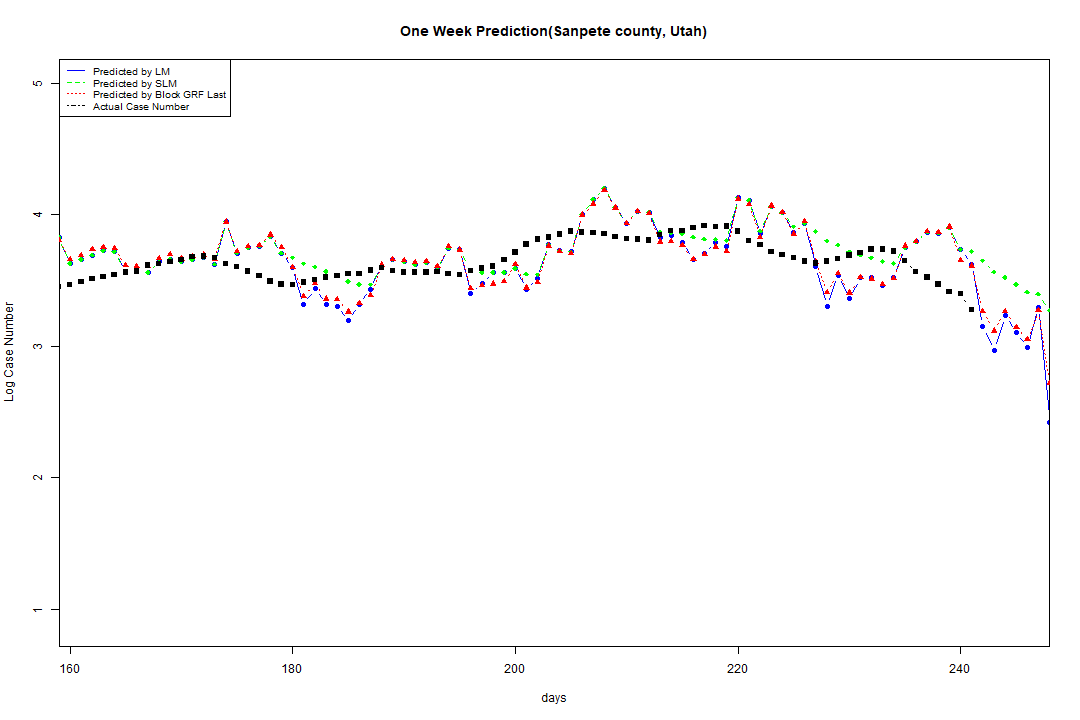 One Week Prediction(Sanpete county, Utah)
Predicted by LM
Predicted by SLM
Predicted by Block GRF Last
Actual Case Number
5
4
3
2
1
Log Case Number
160 180 200 220 240
days